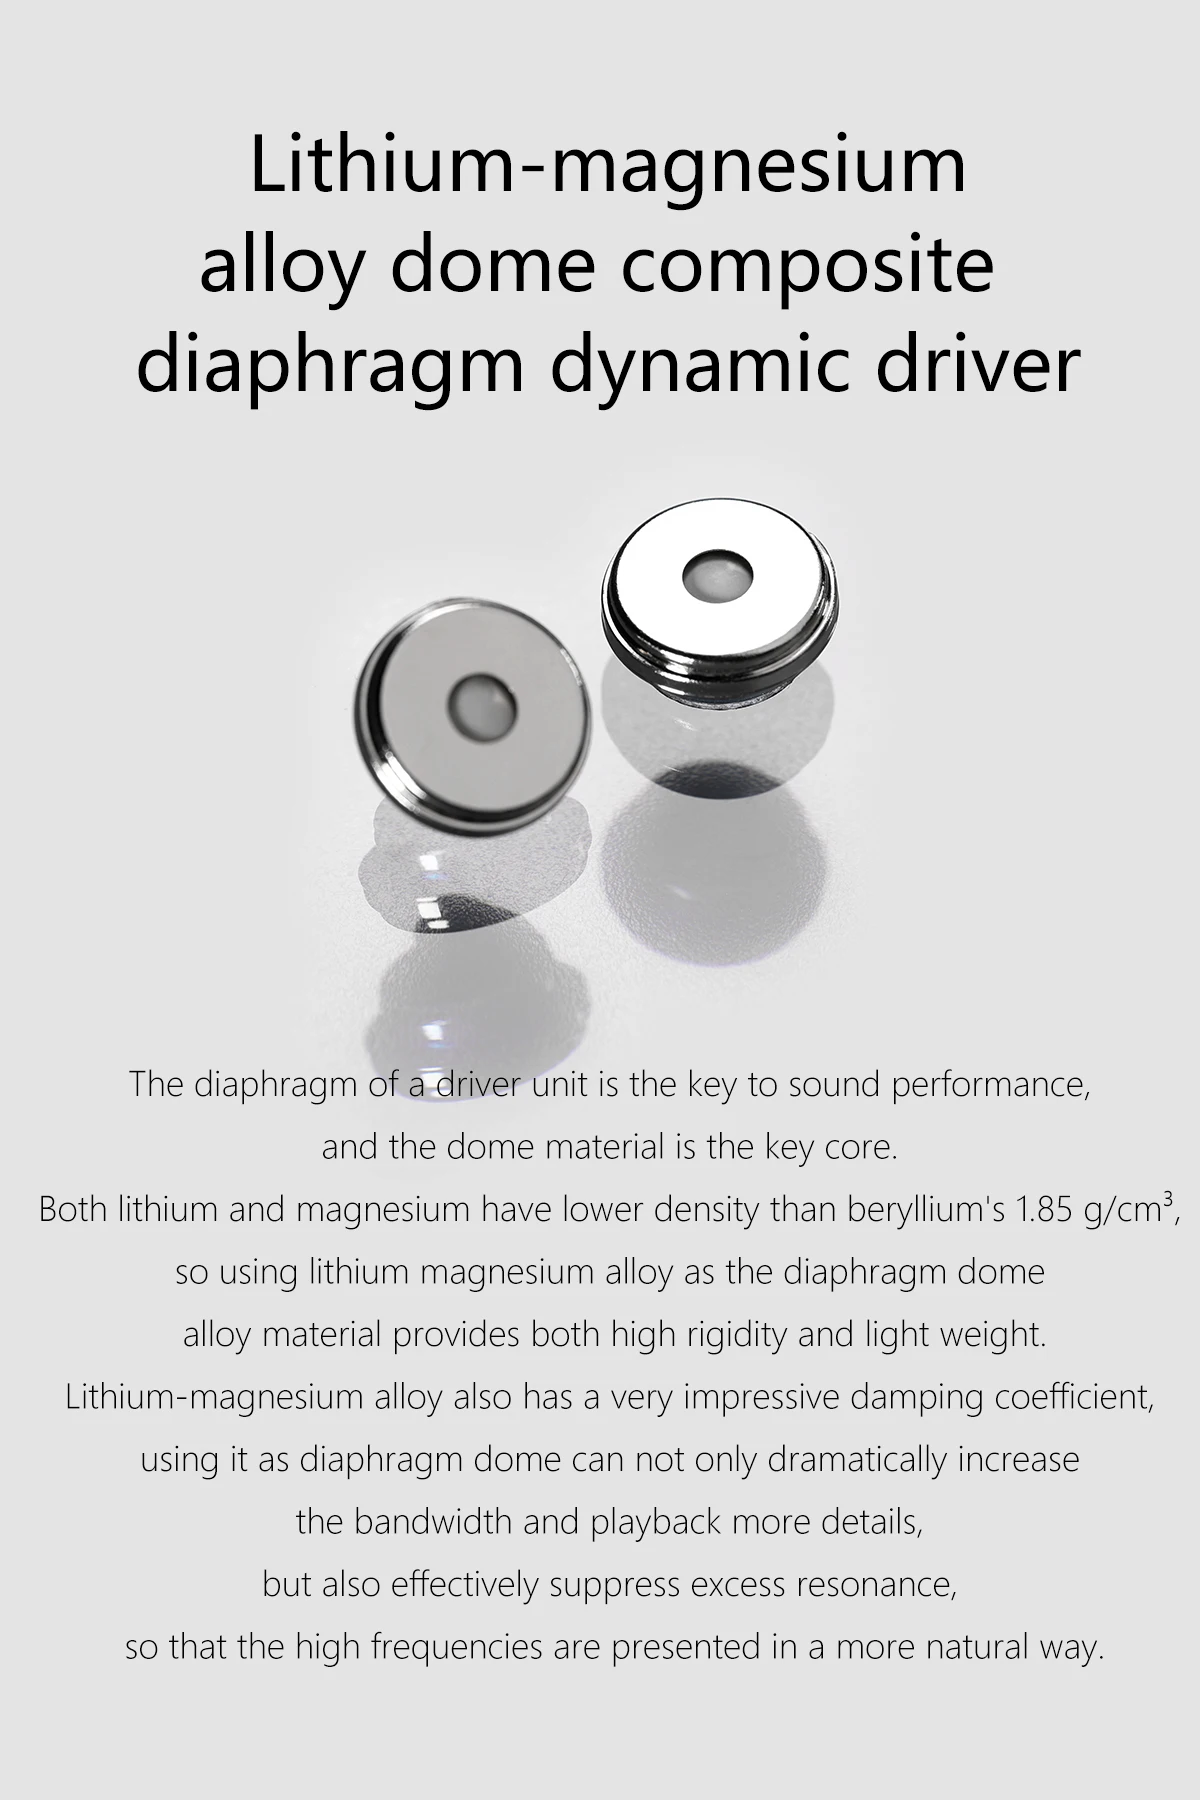 Lithium-magnesium
alloy dome composite
diaphragm dynamic driver
The diaphragm of a driver unit is the key to sound performance,
and the dome material is the key core.
Both lithium and magnesium have lower density than beryllium's 1.85 g/cm³,
so using lithium magnesium alloy as the diaphragm dome
alloy material provides both high rigidity and light weight.
Lithium-magnesium alloy also has a very impressive damping coefficient,
using it as diaphragm dome can not only dramatically increase
the bandwidth and playback more details,
but also effectively suppress excess resonance,
so that the high frequencies are presented in a more natural way.